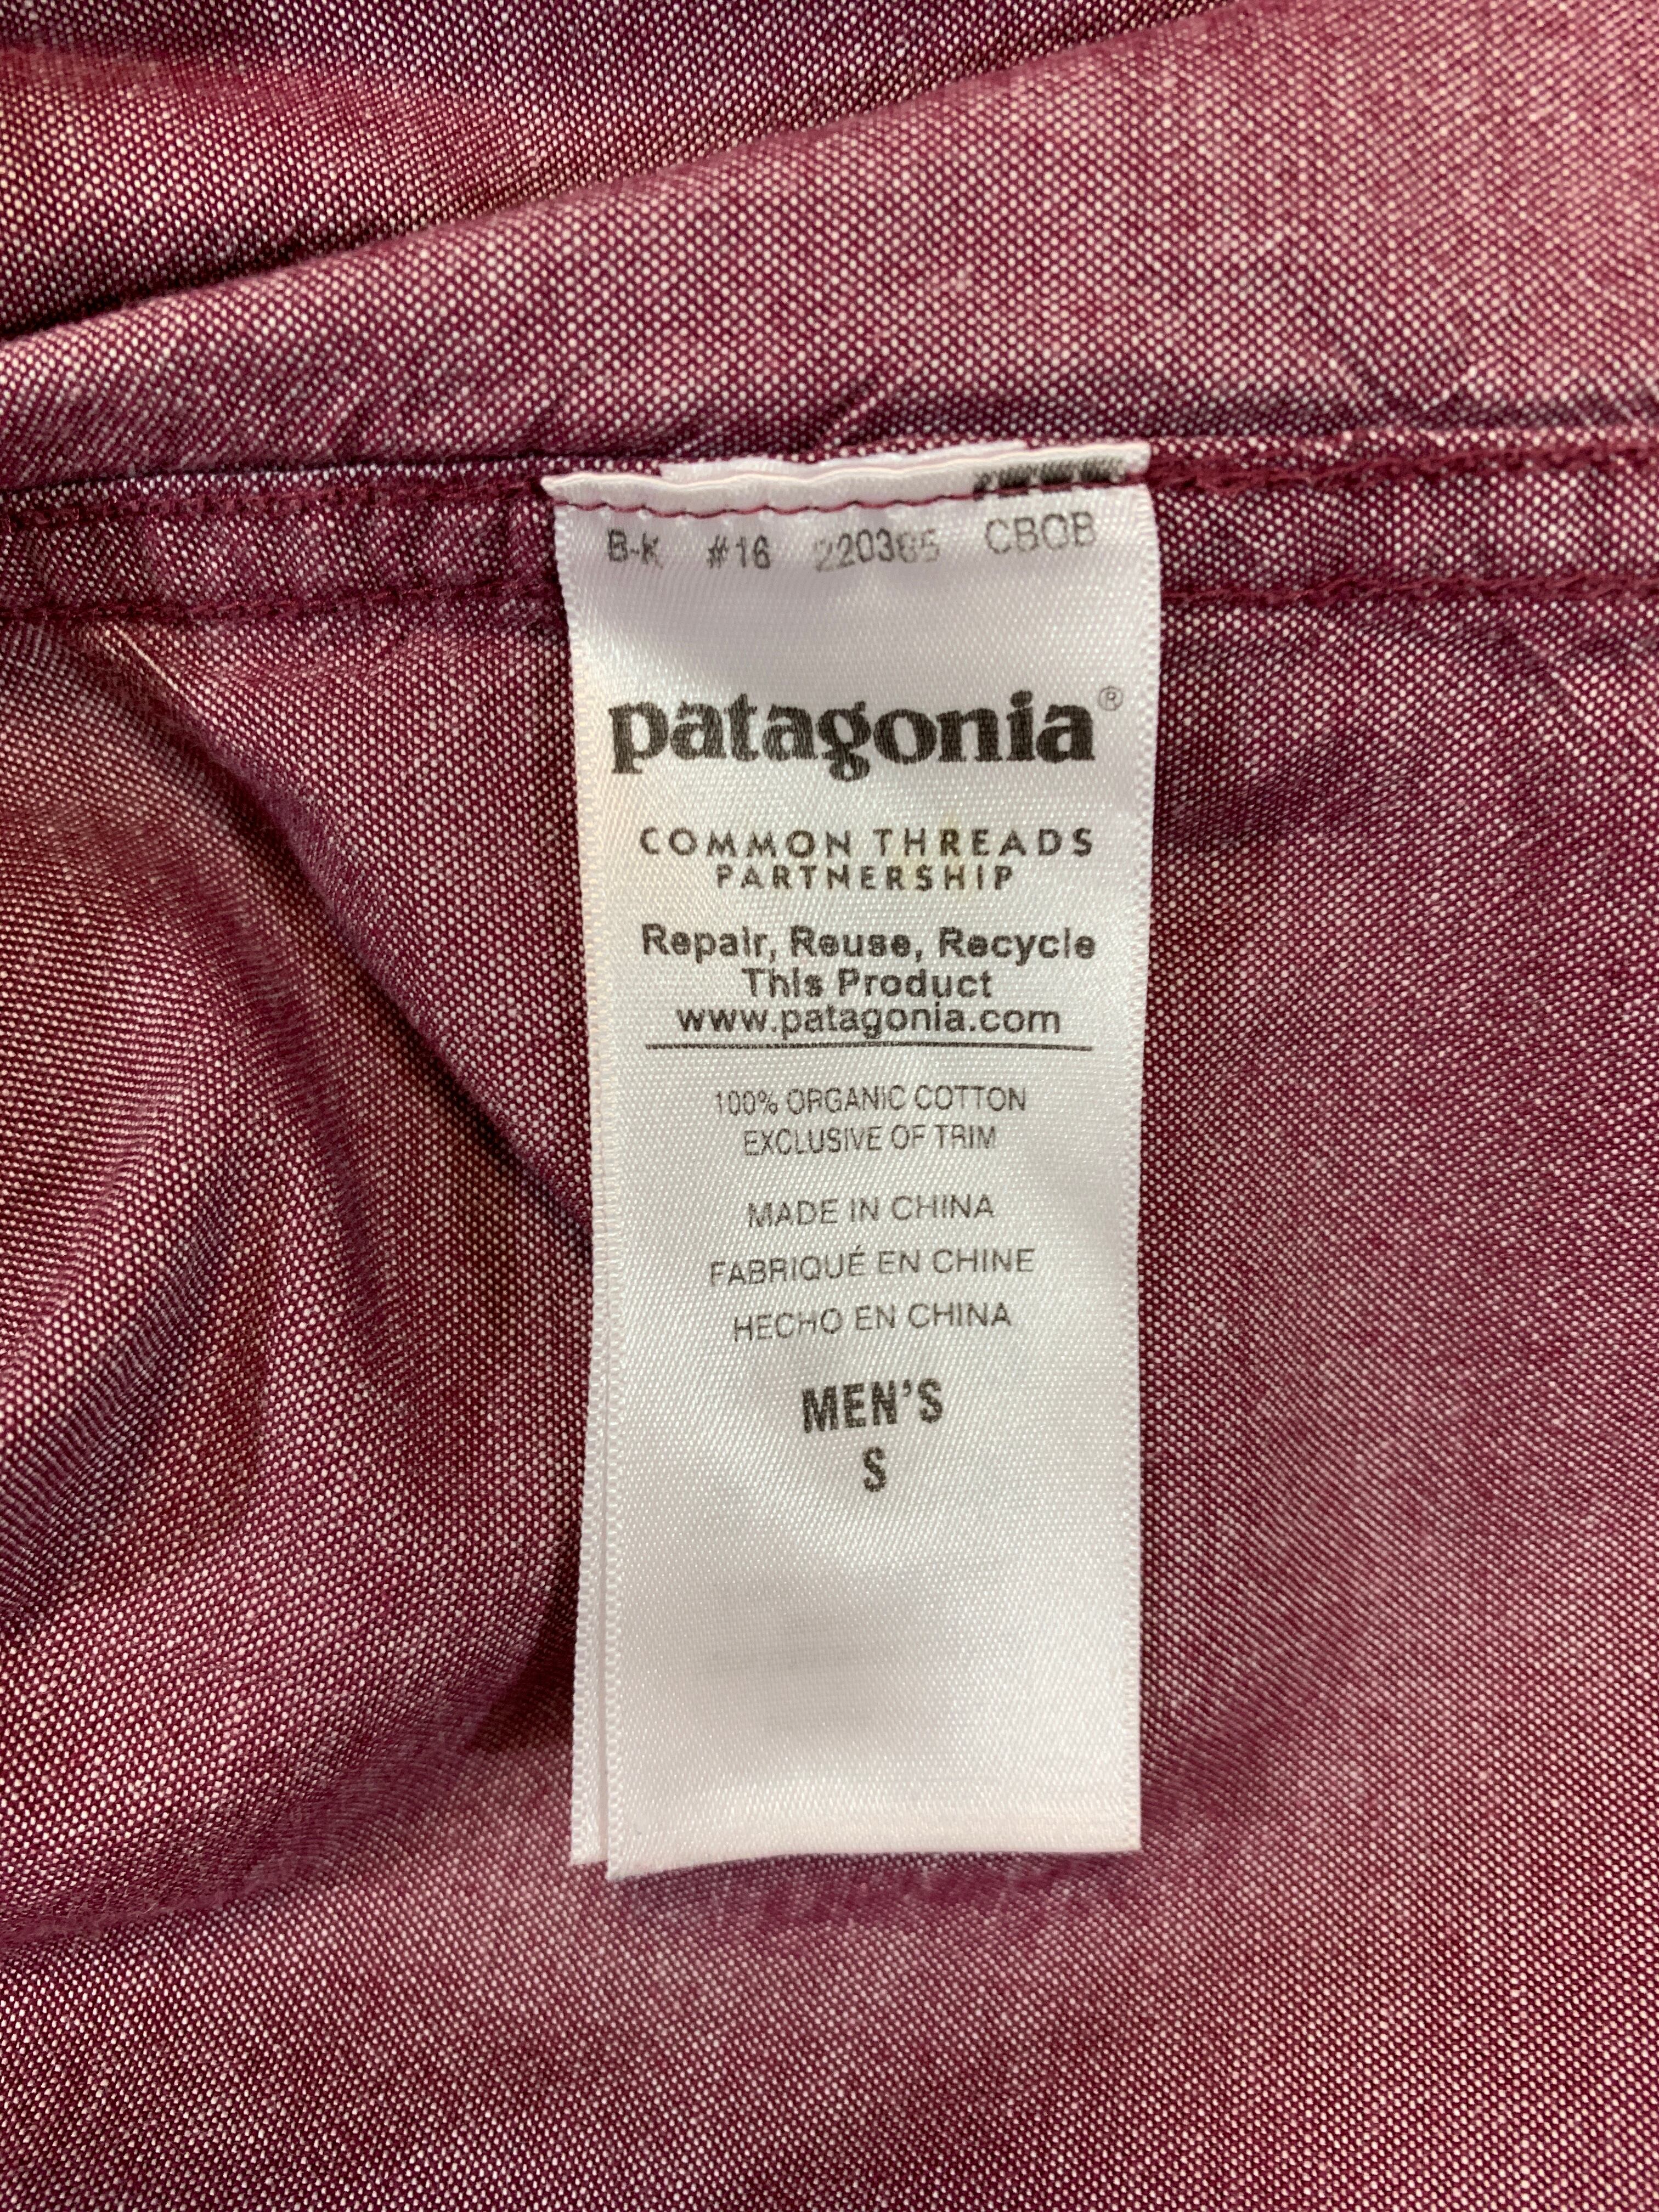 B-K #16 220365 CBOB
patagonia®
COMMON THREADS
PARTNERSHIP
Repair, Reuse, Recycle
This Product
www.patagonia.com
100% ORGANIC COTTON
EXCLUSIVE OF TRIM
MADE IN CHINA
FABRIQUÉ EN CHINE
HECHO EN CHINA
MEN'S
S